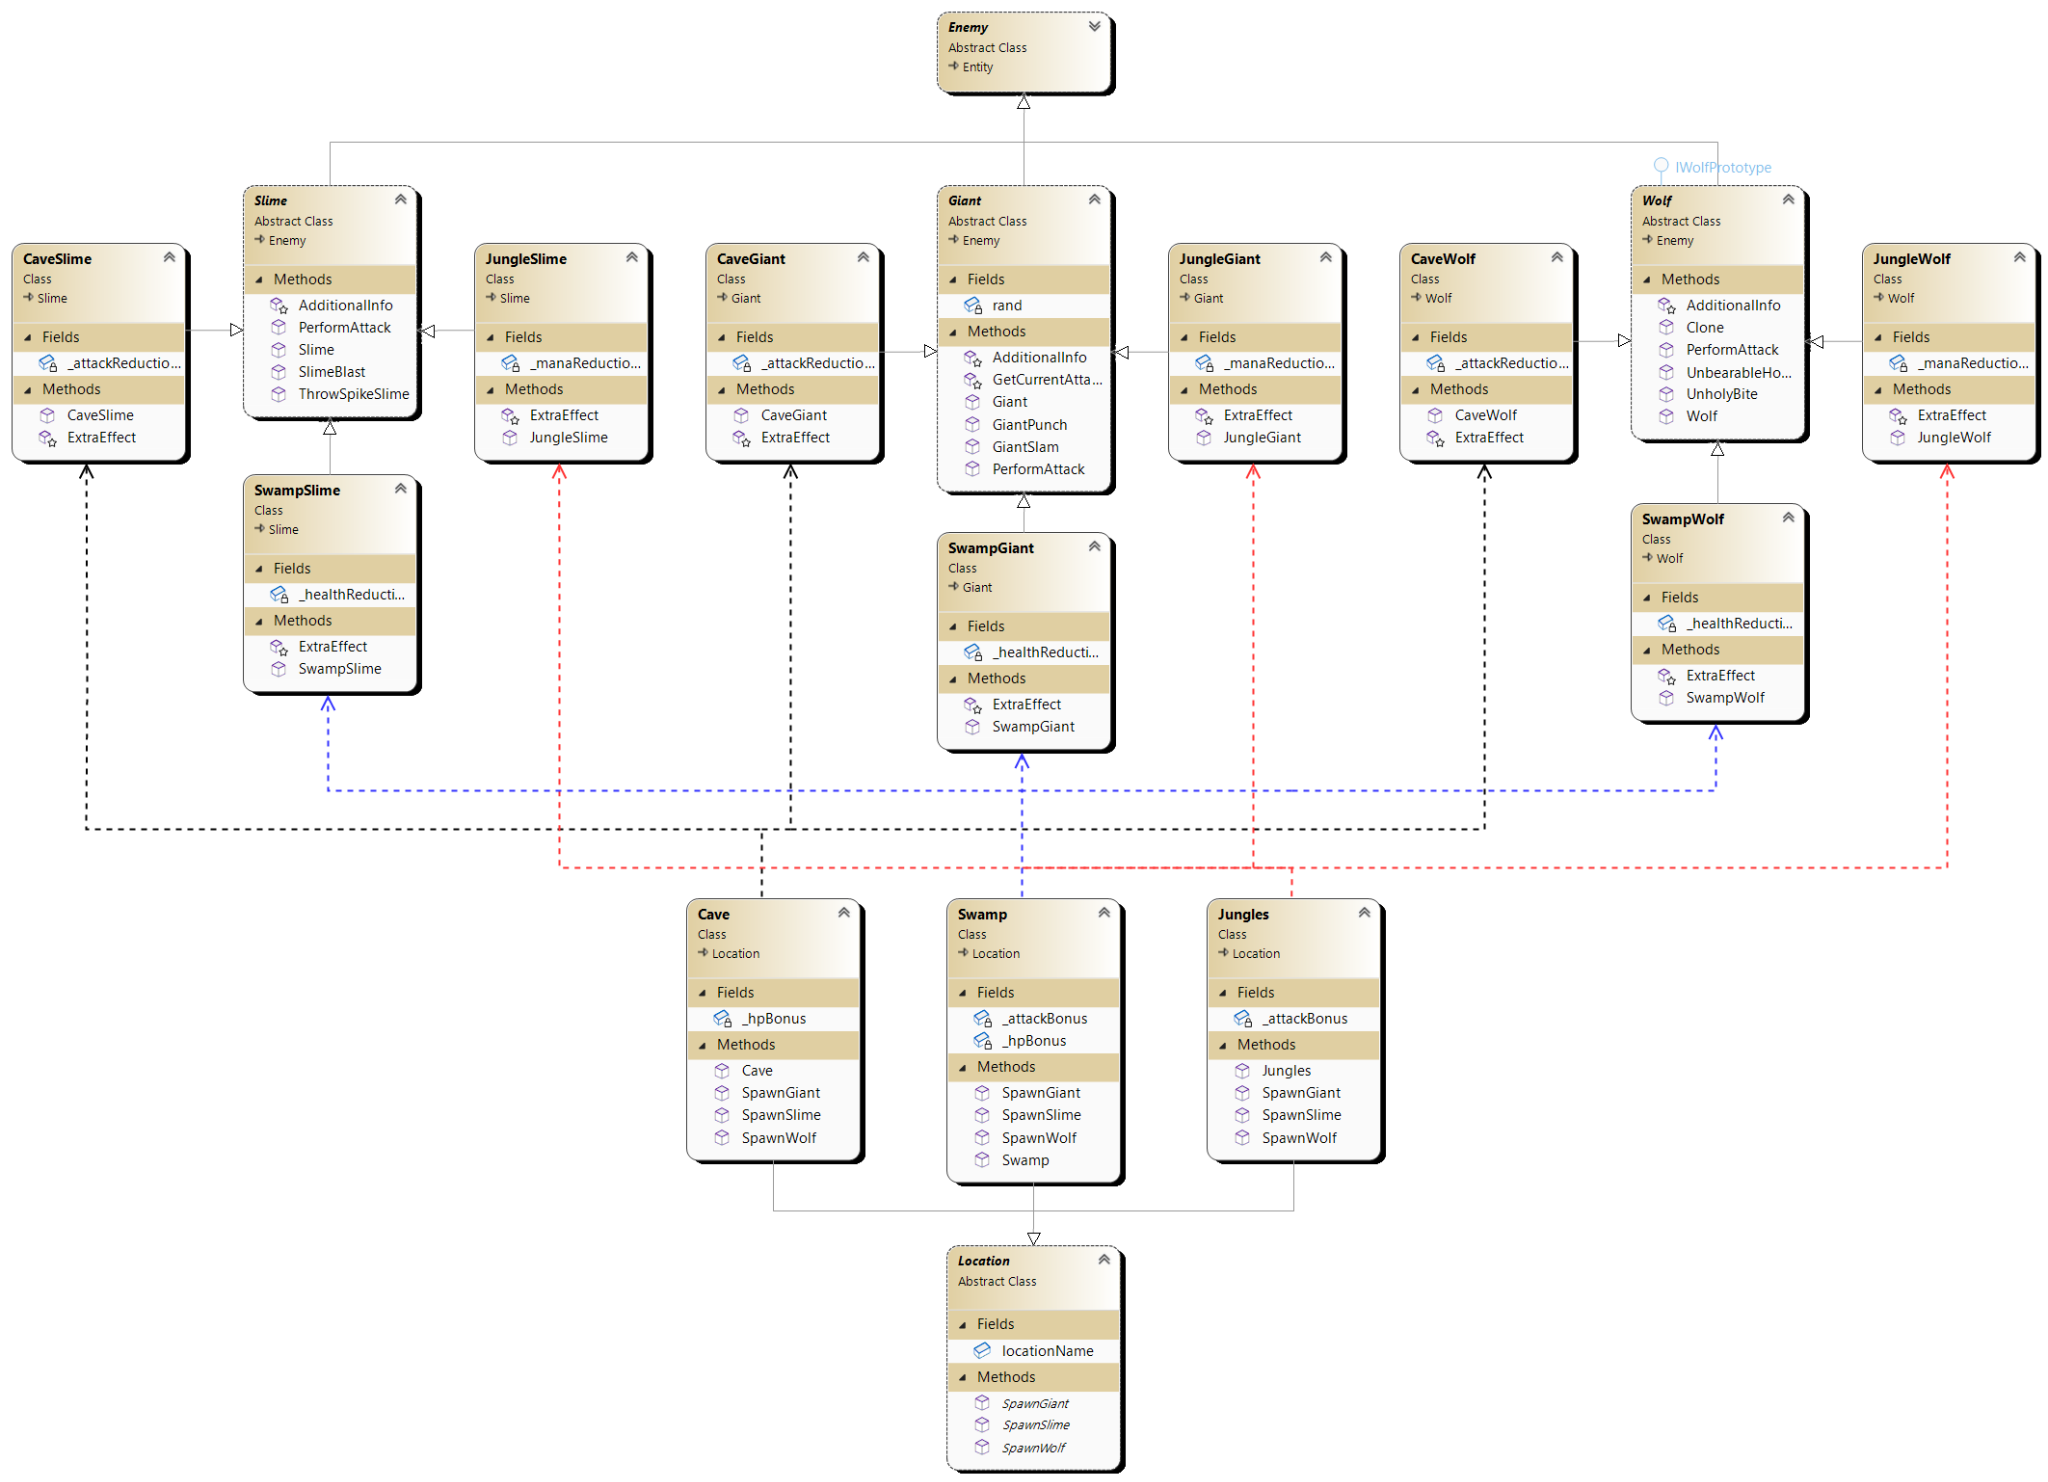 Enemy
Abstract Class
Entity
IWolfPrototype
Slime
Abstract Class
Enemy
Methods
AdditionalInfo
PerformAttack
Slime
SlimeBlast
ThrowSpikeSlime
Giant
Abstract Class
Enemy
Fields
rand
Methods
AdditionalInfo
GetCurrentAtta...
Giant
GiantPunch
GiantSlam
PerformAttack
Wolf
Abstract Class
Enemy
Methods
AdditionalInfo
Clone
PerformAttack
UnbearableHo...
UnholyBite
Wolf
CaveSlime
Class
Slime
Fields
_attackReductio...
Methods
CaveSlime
ExtraEffect
JungleSlime
Class
Slime
Fields
_manaReductio...
Methods
ExtraEffect
JungleSlime
CaveGiant
Class
Giant
Fields
_attackReductio...
Methods
CaveGiant
ExtraEffect
JungleGiant
Class
Giant
Fields
_manaReductio...
Methods
ExtraEffect
JungleGiant
CaveWolf
Class
Wolf
Fields
_attackReductio...
Methods
CaveWolf
ExtraEffect
JungleWolf
Class
Wolf
Fields
_manaReductio...
Methods
ExtraEffect
JungleWolf
SwampSlime
Class
Slime
Fields
_healthReducti...
Methods
ExtraEffect
SwampSlime
SwampGiant
Class
Giant
Fields
_healthReducti...
Methods
ExtraEffect
SwampGiant
SwampWolf
Class
Wolf
Fields
_healthReducti...
Methods
ExtraEffect
SwampWolf
Cave
Class
Location
Fields
_hpBonus
Methods
Cave
SpawnGiant
SpawnSlime
SpawnWolf
Swamp
Class
Location
Fields
_attackBonus
_hpBonus
Methods
SpawnGiant
SpawnSlime
SpawnWolf
Swamp
Jungles
Class
Location
Fields
_attackBonus
Methods
Jungles
SpawnGiant
SpawnSlime
SpawnWolf
Location
Abstract Class
Fields
locationName
Methods
SpawnGiant
SpawnSlime
SpawnWolf